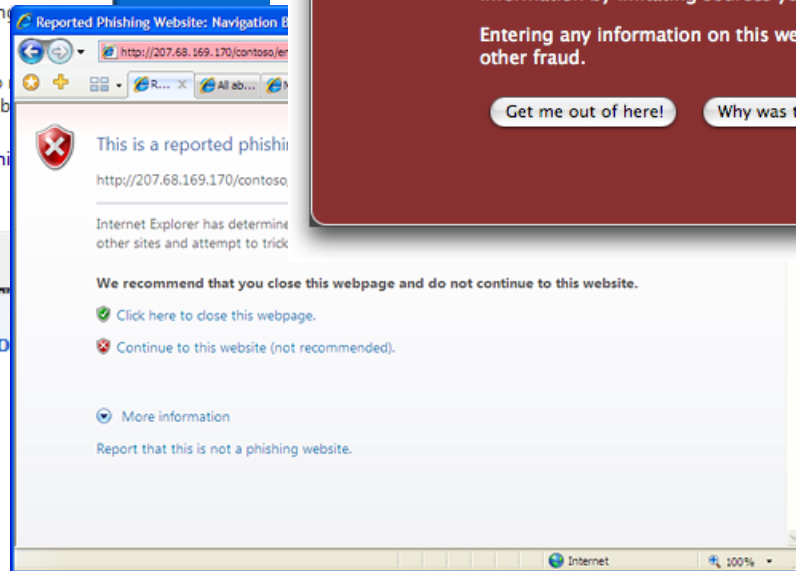 Reported Phishing Website: Navigation B
http://207.68.169.170/contoso/en
R...
All ab...
This is a reported phishi
http://207.68.169.170/contoso
Internet Explorer has determine
other sites and attempt to trick
We recommend that you close this webpage and do not continue to this website.
Click here to close this webpage.
Continue to this website (not recommended).
More information
Report that this is not a phishing website.
Internet
100%
Entering any information on this we
other fraud.
Get me out of here!
Why was t